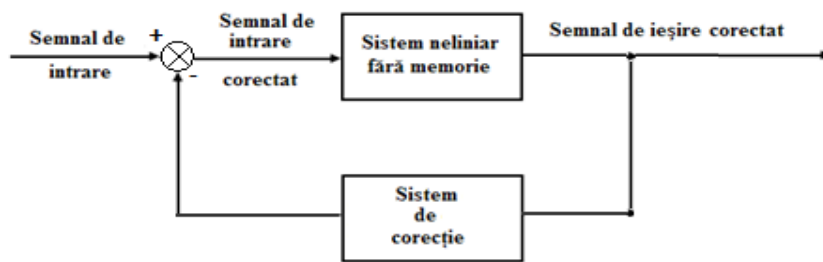 Semnal de
intrare
+
-
Semnal de
intrare
corectat
Sistem neliniar
fără memorie
Semnal de ieșire corectat
Sistem
de
corecție